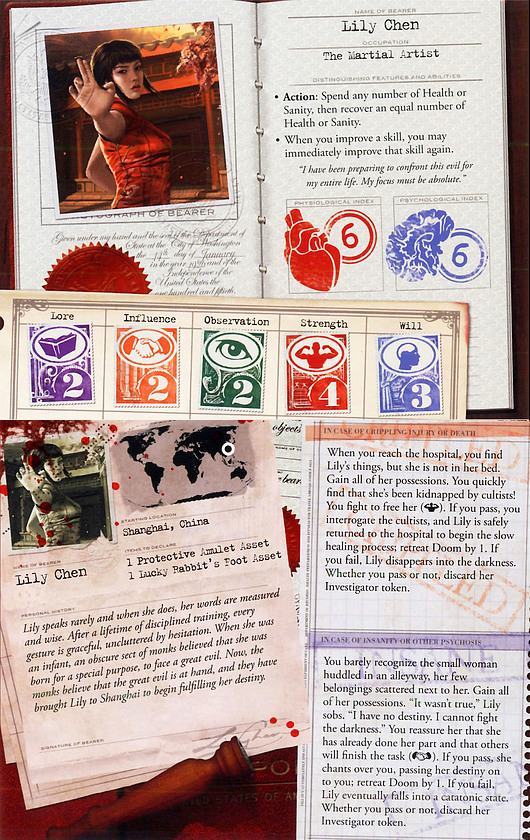 NAME OF BEARER
Lily Chen
OCCUPATION
The Martial Artist
DISTINGUISHING FEATURES AND ABILITIES
• Action: Spend any number of Health or
Sanity, then recover an equal number of
Health or Sanity.
• When you improve a skill, you may
immediately improve that skill again.
"I have been preparing to confront this evil for
my entire life. My focus must be absolute."
PHYSIOLOGICAL INDEX
PSYCHOLOGICAL INDEX
6
6
PHOTOGRAPH OF BEARER
Given under my hand and the seal of the Department of
State at the City of Washington
the 14th day of January
in the year 19
Independence of the
United States the
one hundred and fiftieth.
Lore
Influence
Observation
Strength
Will
2
2
2
4
3
objects
STARTING LOCATION
Shanghai, China
ITEMS TO DECLARE
1 Protective Amulet Asset
1 Lucky Rabbit's Foot Asset
NAME OF BEARER
Lily Chen
PERSONAL HISTORY
Lily speaks rarely and when she does, her words are measured
and wise. After a lifetime of disciplined training, every
gesture is graceful, uncluttered by hesitation. When she was
an infant, an obscure sect of monks believed that she was
born for a special purpose, to face a great evil. Now, the
monks believe that the great evil is at hand, and they have
brought Lily to Shanghai to begin fulfilling her destiny.
SIGNATURE OF BEARER
IN CASE OF CRIPPLING INJURY OR DEATH
When you reach the hospital, you find
Lily's things, but she is not in her bed.
Gain all of her possessions. You quickly
find that she's been kidnapped by cultists!
You fight to free her ( ). If you pass, you
interrogate the cultists, and Lily is safely
returned to the hospital to begin the slow
healing process; retreat Doom by 1. If
you fail, Lily disappears into the darkness.
Whether you pass or not, discard her
Investigator token.
IN CASE OF INSANITY OR OTHER PSYCHOSIS
You barely recognize the small woman
huddled in an alleyway, her few
belongings scattered next to her. Gain all
of her possessions. "It wasn't true," Lily
sobs. "I have no destiny. I cannot fight
the darkness." You reassure her that she
has already done her part and that others
will finish the task ( ). If you pass, she
chants over you, passing her destiny on
to you; retreat Doom by 1. If you fail,
Lily eventually falls into a catatonic state.
Whether you pass or not, discard her
Investigator token.